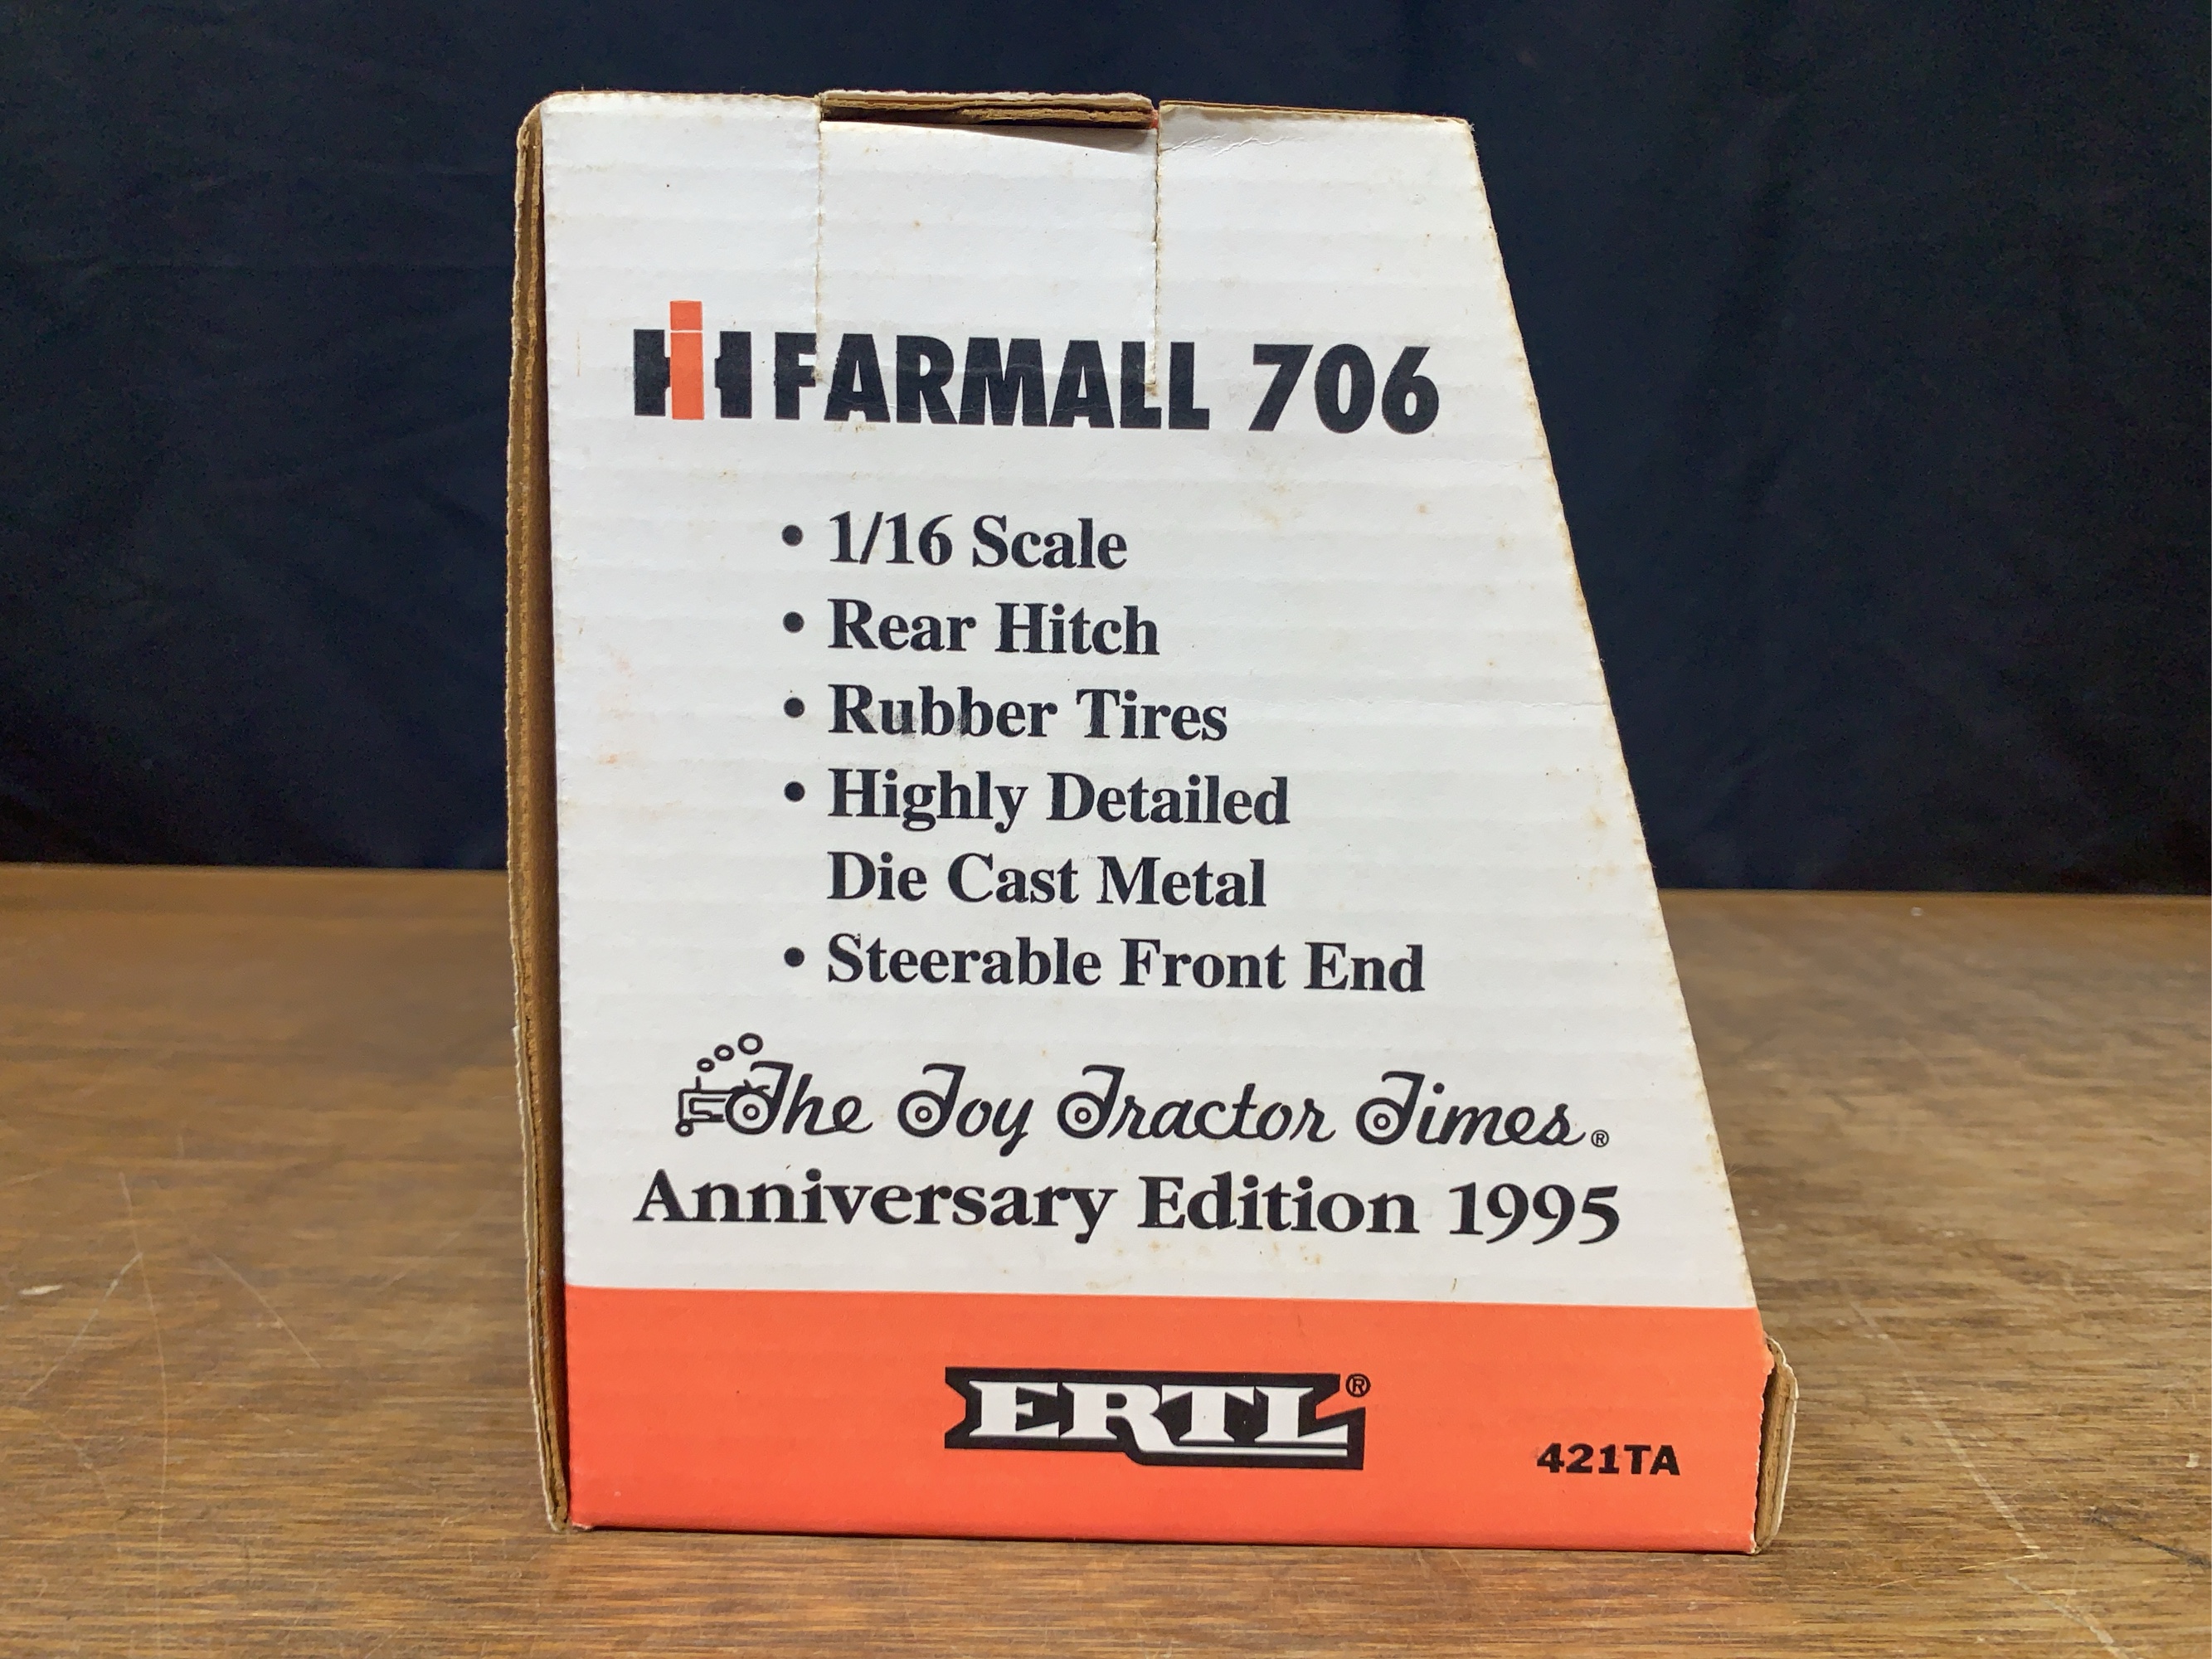 IH FARMALL 706
• 1/16 Scale
• Rear Hitch
• Rubber Tires
• Highly Detailed
Die Cast Metal
• Steerable Front End
The Toy Tractor Times®
Anniversary Edition 1995
ERTL®
421TA